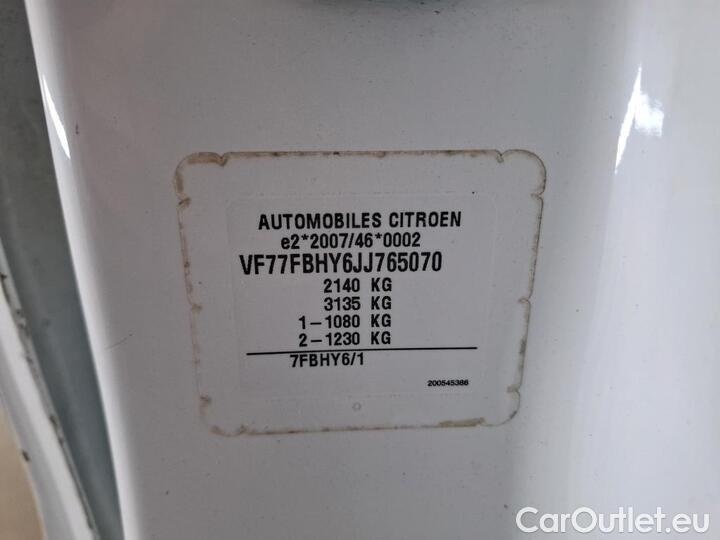 AUTOMOBILES CITROEN
e2*2007/46*0002
VF77FBHY6JJ765070
2140 KG
3135 KG
1-1080 KG
2-1230 KG
7FBHY6/1
200545386
CarOutlet.eu